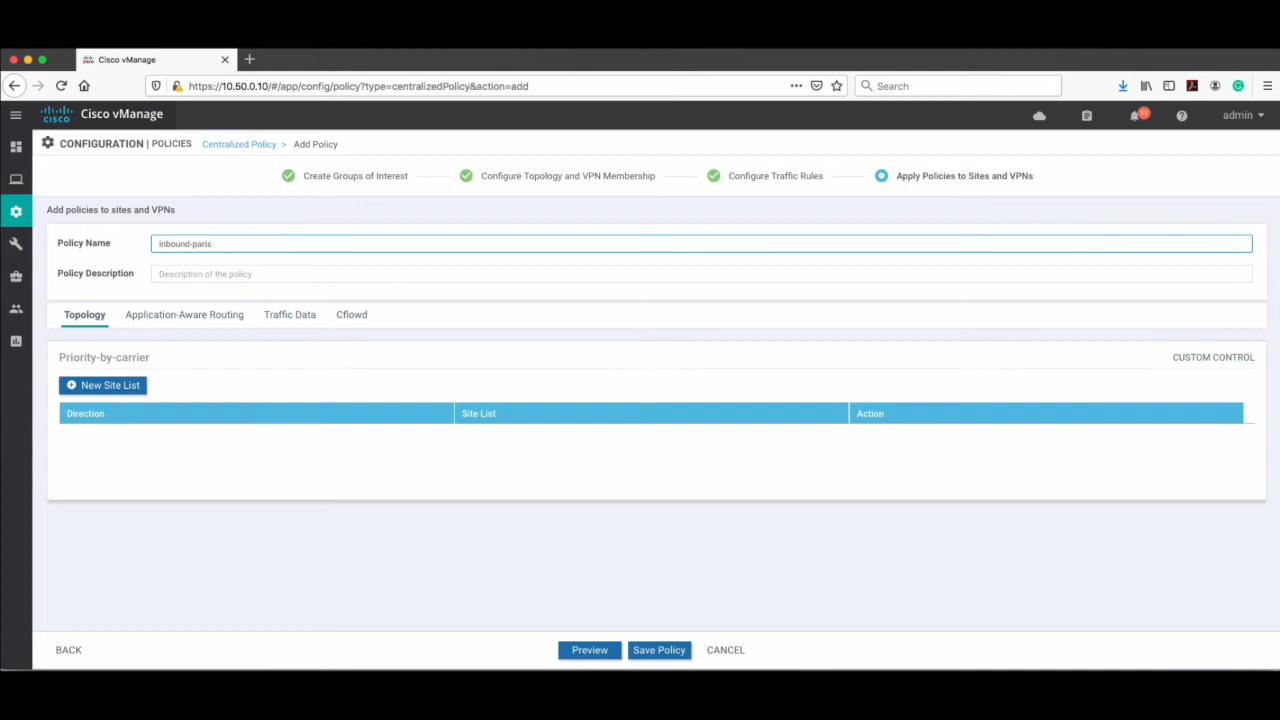 Cisco vManage
https://10.50.0.10/#/app/config/policy?type=centralizedPolicy&action=add
Search
cisco Cisco vManage
admin
CONFIGURATION | POLICIES Centralized Policy > Add Policy
Create Groups of Interest Configure Topology and VPN Membership Configure Traffic Rules Apply Policies to Sites and VPNs
Add policies to sites and VPNs
Policy Name inbound-paris
Policy Description Description of the policy
Topology Application-Aware Routing Traffic Data Cflowd
Priority-by-carrier CUSTOM CONTROL
New Site List
Direction Site List Action
BACK Preview Save Policy CANCEL